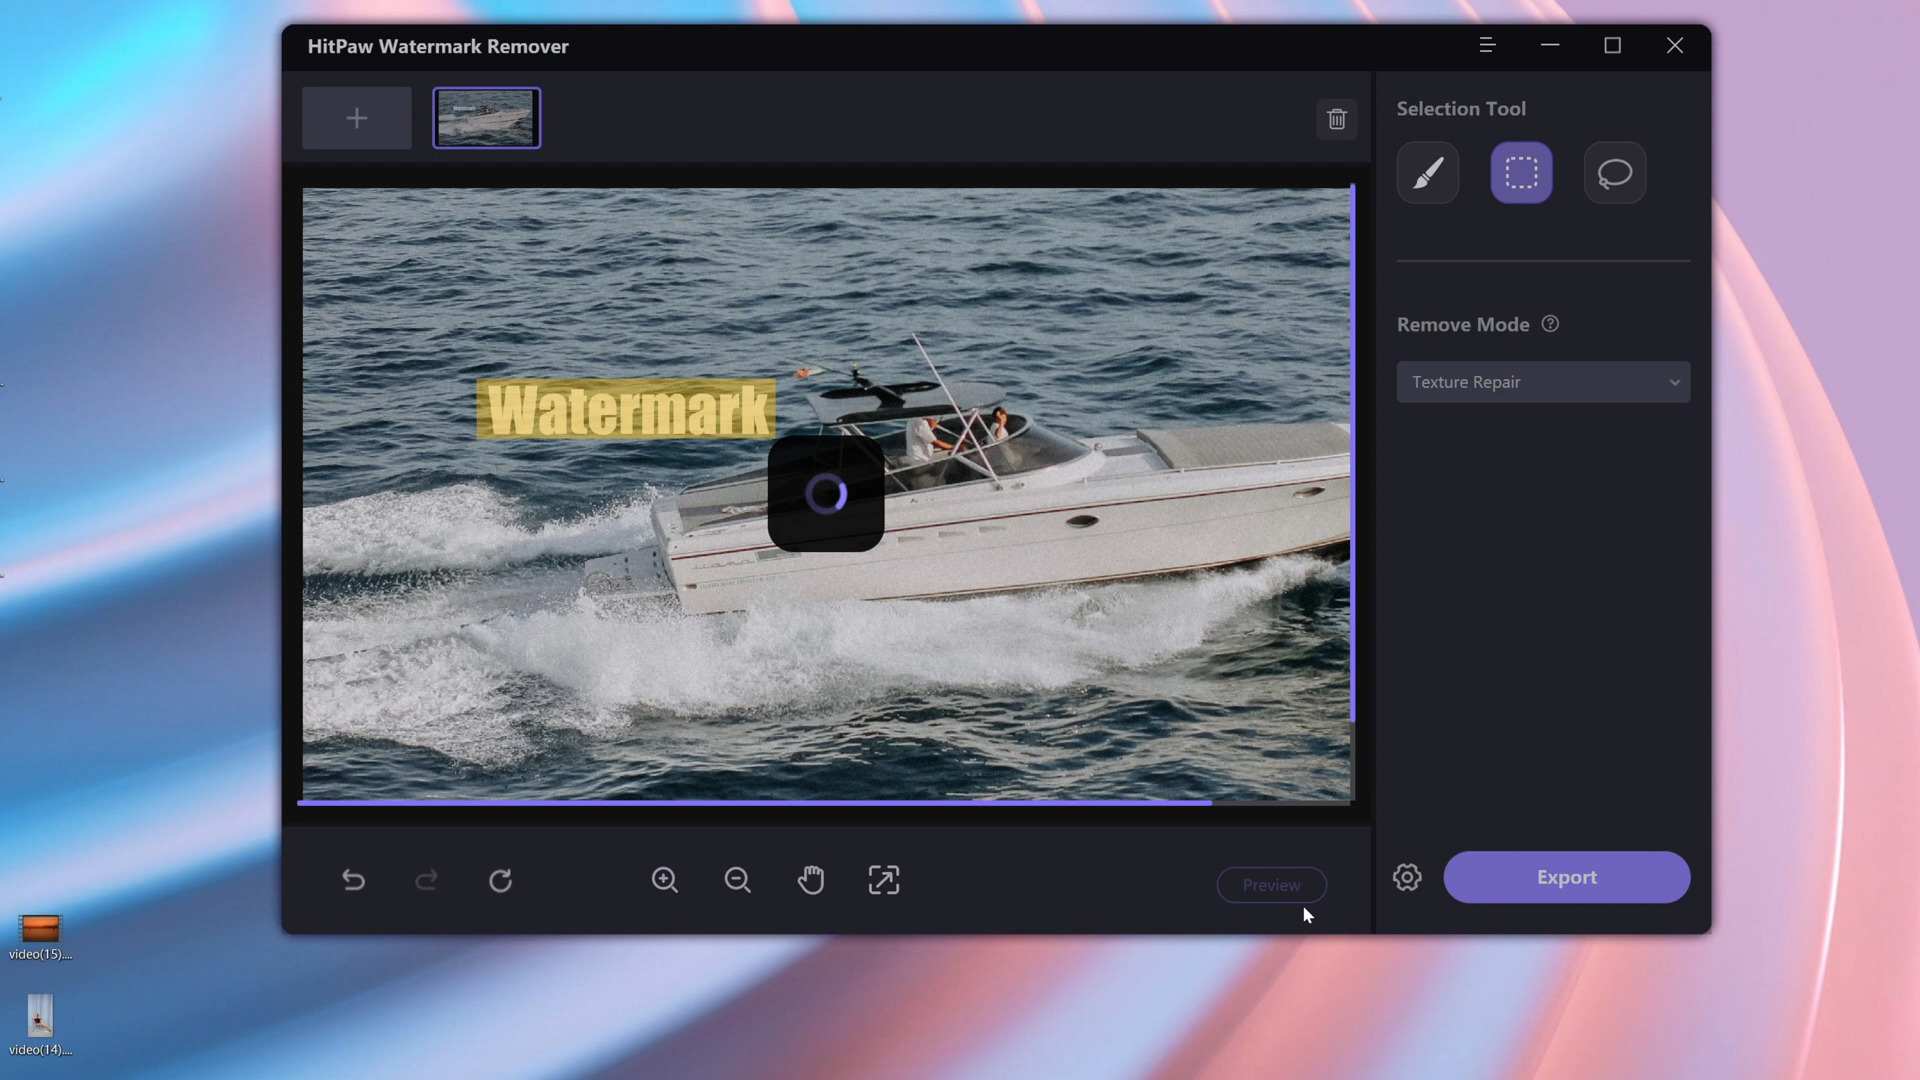 HitPaw Watermark Remover
Selection Tool
Remove Mode
Texture Repair
Watermark
Preview
Export
video(15)....
video(14)....